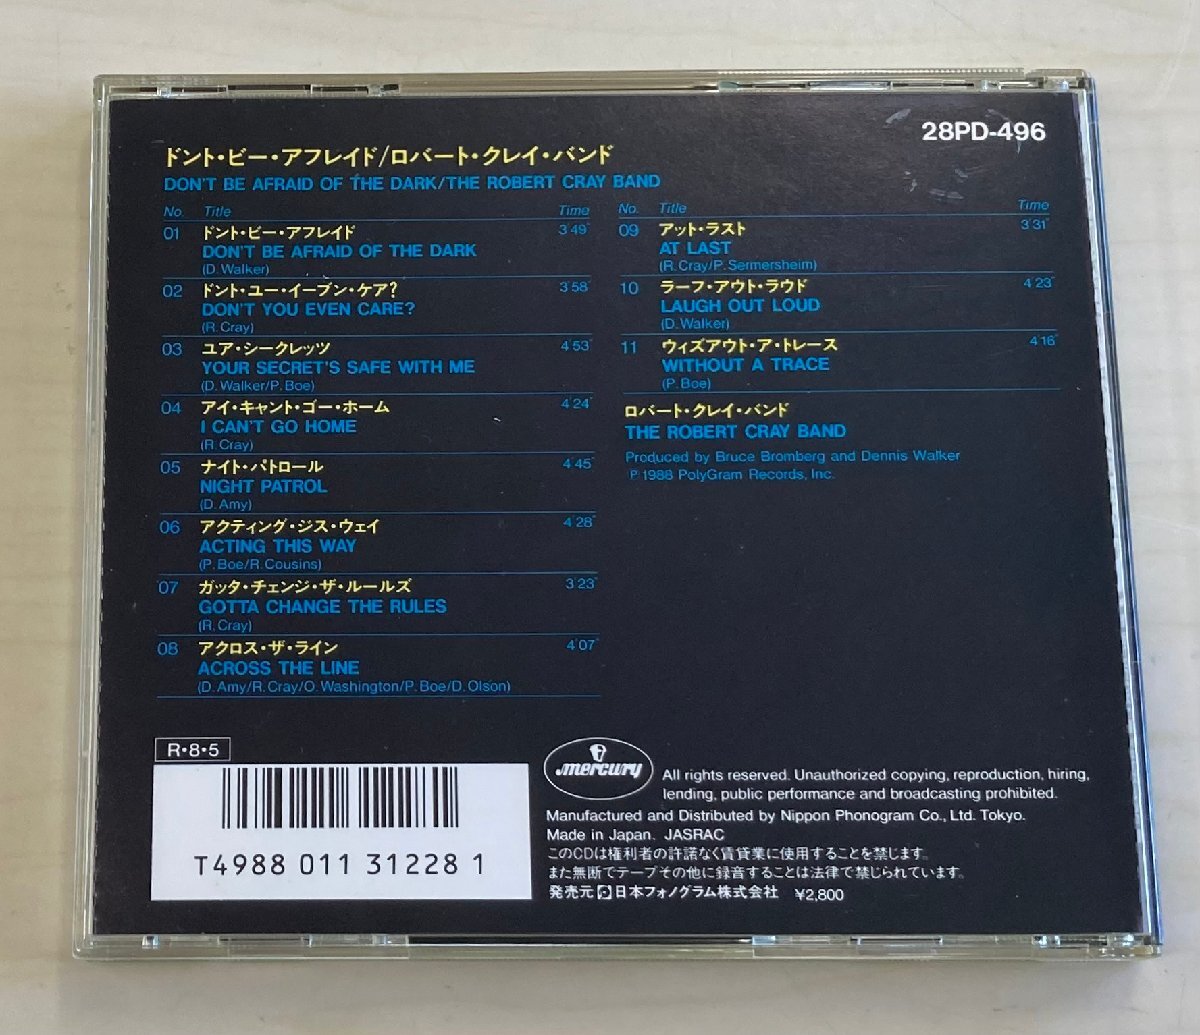 28PD-496
ドント・ビー・アフレイド/ロバート・クレイ・バンド
DON'T BE AFRAID OF THE DARK/THE ROBERT CRAY BAND
No. Title Time
01 ドント・ビー・アフレイド 3'49"
DON'T BE AFRAID OF THE DARK
(D. Walker)
02 ドント・ユー・イーブン・ケア? 3'58"
DON'T YOU EVEN CARE?
(R. Cray)
03 ユア・シークレッツ 4'53"
YOUR SECRET'S SAFE WITH ME
(D. Walker/P. Boe)
04 アイ・キャント・ゴー・ホーム 4'24"
I CAN'T GO HOME
(R. Cray)
05 ナイト・パトロール 4'45"
NIGHT PATROL
(D. Amy)
06 アクティング・ジス・ウェイ 4'28"
ACTING THIS WAY
(P. Boe/R. Cousins)
07 ガッタ・チェンジ・ザ・ルールズ 3'23"
GOTTA CHANGE THE RULES
(R. Cray)
08 アクロス・ザ・ライン 4'07"
ACROSS THE LINE
(D. Amy/R. Cray/O. Washington/P. Boe/D. Olson)
No. Title Time
09 アット・ラスト 3'31"
AT LAST
(R. Cray/P. Sermersheim)
10 ラーフ・アウト・ラウド 4'23"
LAUGH OUT LOUD
(D. Walker)
11 ウィズアウト・ア・トレース 4'16"
WITHOUT A TRACE
(P. Boe)
ロバート・クレイ・バンド
THE ROBERT CRAY BAND
Produced by Bruce Bromberg and Dennis Walker
℗1988 PolyGram Records, Inc.
R・8・5
T4988 011 31228 1
mercury
All rights reserved. Unauthorized copying, reproduction, hiring,
lending, public performance and broadcasting prohibited.
Manufactured and Distributed by Nippon Phonogram Co., Ltd. Tokyo.
Made in Japan. JASRAC
このCDは権利者の許諾なく賃貸業に使用することを禁じます。
また無断でテープその他に録音することは法律で禁じられています。
発売元 日本フォノグラム株式会社 ¥2,800